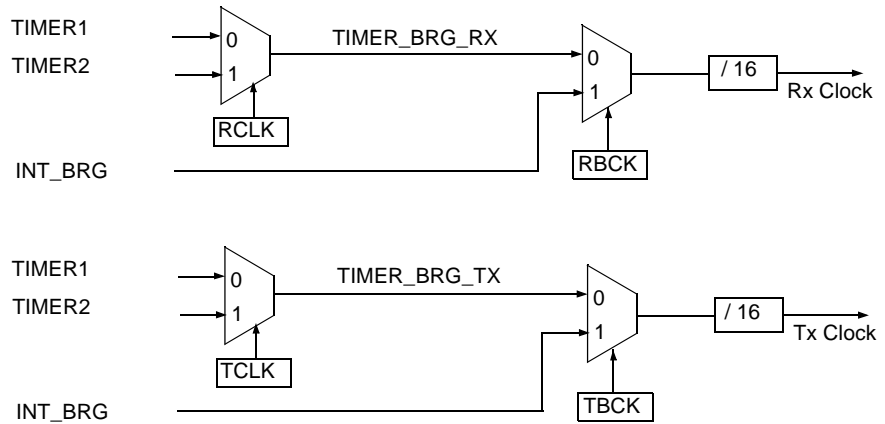 TIMER1
0
TIMER_BRG_RX
TIMER2
1
0
/ 16
1
Rx Clock
RCLK
INT_BRG
RBCK
TIMER1
0
TIMER_BRG_TX
TIMER2
1
0
/ 16
1
Tx Clock
TCLK
INT_BRG
TBCK